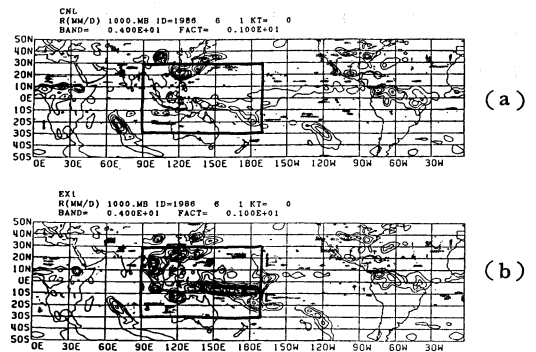 CNL
R(MM/D) 1000.MB ID=1986 6 1 KT= 0
BAND= 0.400E+01 FACT= 0.100E+01
50N
40N
30N
20N
10N
0E
10S
20S
30S
40S
50S
0E 30E 60E 90E 120E 150E 180E 150W 120W 90W 60W 30W
(a)
EX1
R(MM/D) 1000.MB ID=1986 6 1 KT= 0
BAND= 0.400E+01 FACT= 0.100E+01
50N
40N
30N
20N
10N
0E
10S
20S
30S
40S
50S
0E 30E 60E 90E 120E 150E 180E 150W 120W 90W 60W 30W
(b)